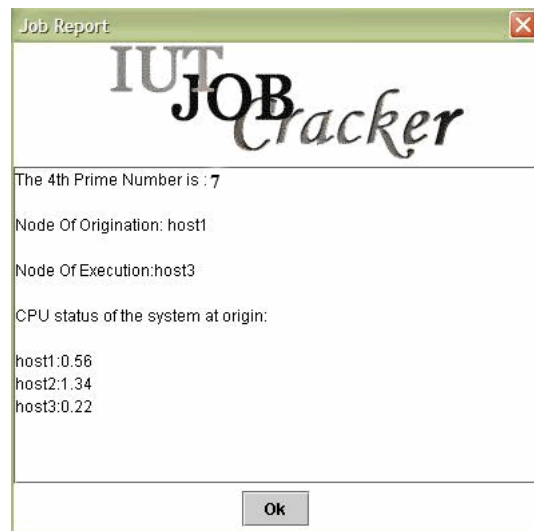 Job Report
IUT
JOB
Cracker
The 4th Prime Number is : 7
Node Of Origination: host1
Node Of Execution:host3
CPU status of the system at origin:
host1:0.56
host2:1.34
host3:0.22
Ok